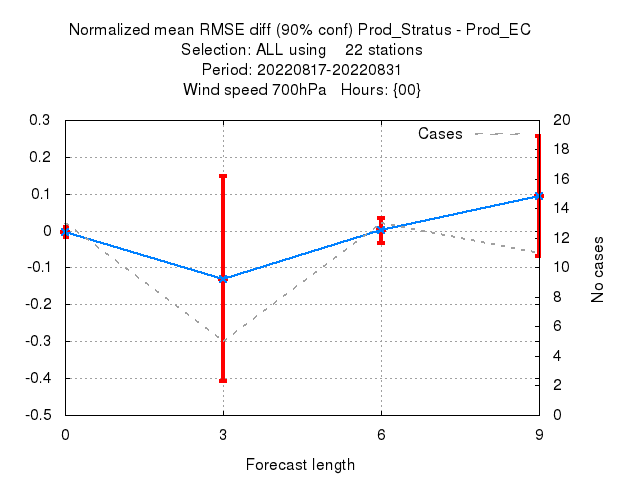 Normalized mean RMSE diff (90% conf) Prod_Stratus - Prod_EC
Selection: ALL using 22 stations
Period: 20220817-20220831
Wind speed 700hPa Hours: {00}
Cases
0.3
0.2
0.1
0
-0.1
-0.2
-0.3
-0.4
-0.5
20
18
16
14
12
10
8
6
4
2
0
No cases
0 3 6 9
Forecast length